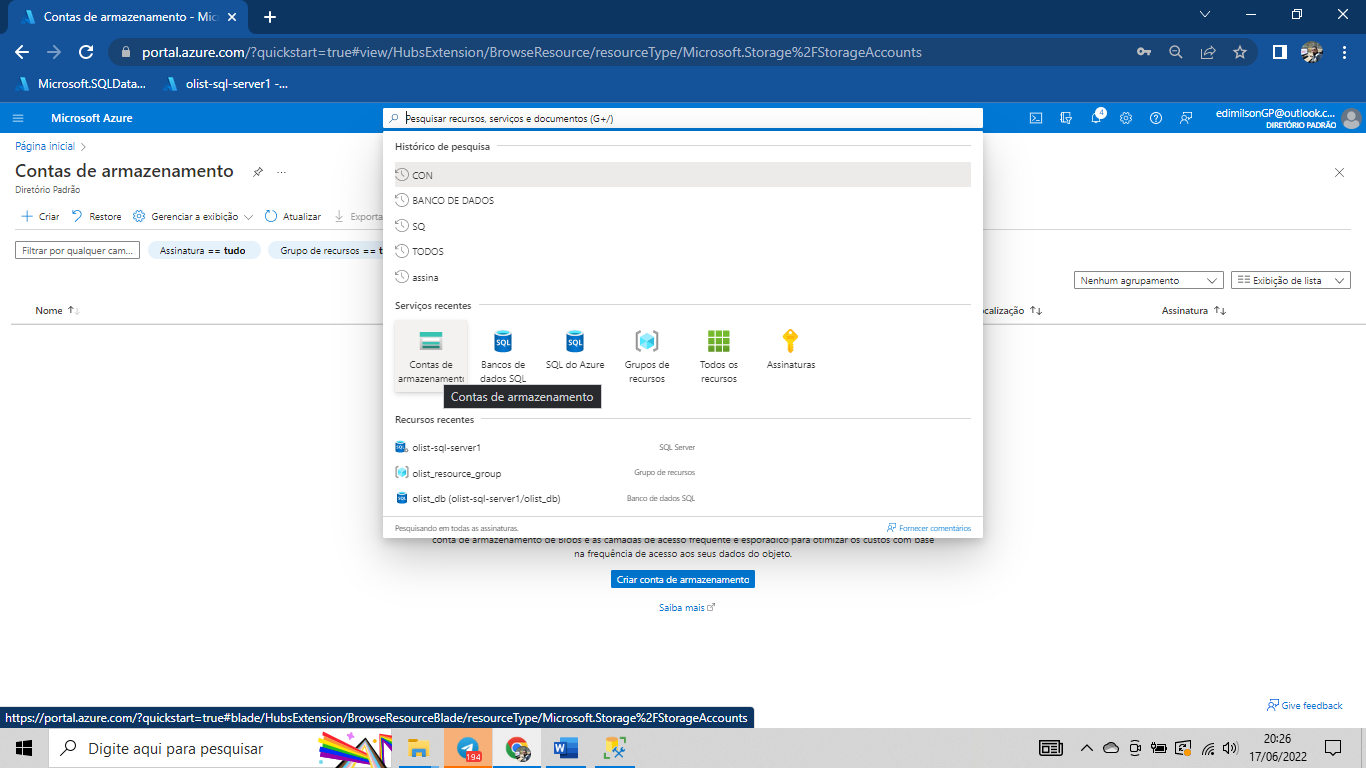 Contas de armazenamento - Mic
portal.azure.com/?quickstart=true#view/HubsExtension/BrowseResource/resourceType/Microsoft.Storage%2FStorageAccounts
Microsoft.SQLData...
olist-sql-server1 -...
Microsoft Azure
Pesquisar recursos, serviços e documentos (G+/)
4
edimilsonGP@outlook.c...
DIRETÓRIO PADRÃO
Página inicial
Contas de armazenamento
...
Diretório Padrão
Criar
Restore
Gerenciar a exibição
Atualizar
Exporta
Filtrar por qualquer cam...
Assinatura == tudo
Grupo de recursos == t
Nenhum agrupamento
Exibição de lista
Nome
calização
Assinatura
Histórico de pesquisa
CON
BANCO DE DADOS
SQ
TODOS
assina
Serviços recentes
Contas de
armazenamento
SQL
Bancos de
dados SQL
SQL
SQL do Azure
Grupos de
recursos
Todos os
recursos
Assinaturas
Contas de armazenamento
Recursos recentes
olist-sql-server1 SQL Server
olist_resource_group Grupo de recursos
olist_db (olist-sql-server1/olist_db) Banco de dados SQL
Pesquisando em todas as assinaturas. Fornecer comentários
conta de armazenamento de Blobs e as camadas de acesso frequente e esporádico para otimizar os custos com base
na frequência de acesso aos seus dados do objeto.
Criar conta de armazenamento
Saiba mais
Give feedback
https://portal.azure.com/?quickstart=true#blade/HubsExtension/BrowseResourceBlade/resourceType/Microsoft.Storage%2FStorageAccounts
Digite aqui para pesquisar
194
20:26
17/06/2022